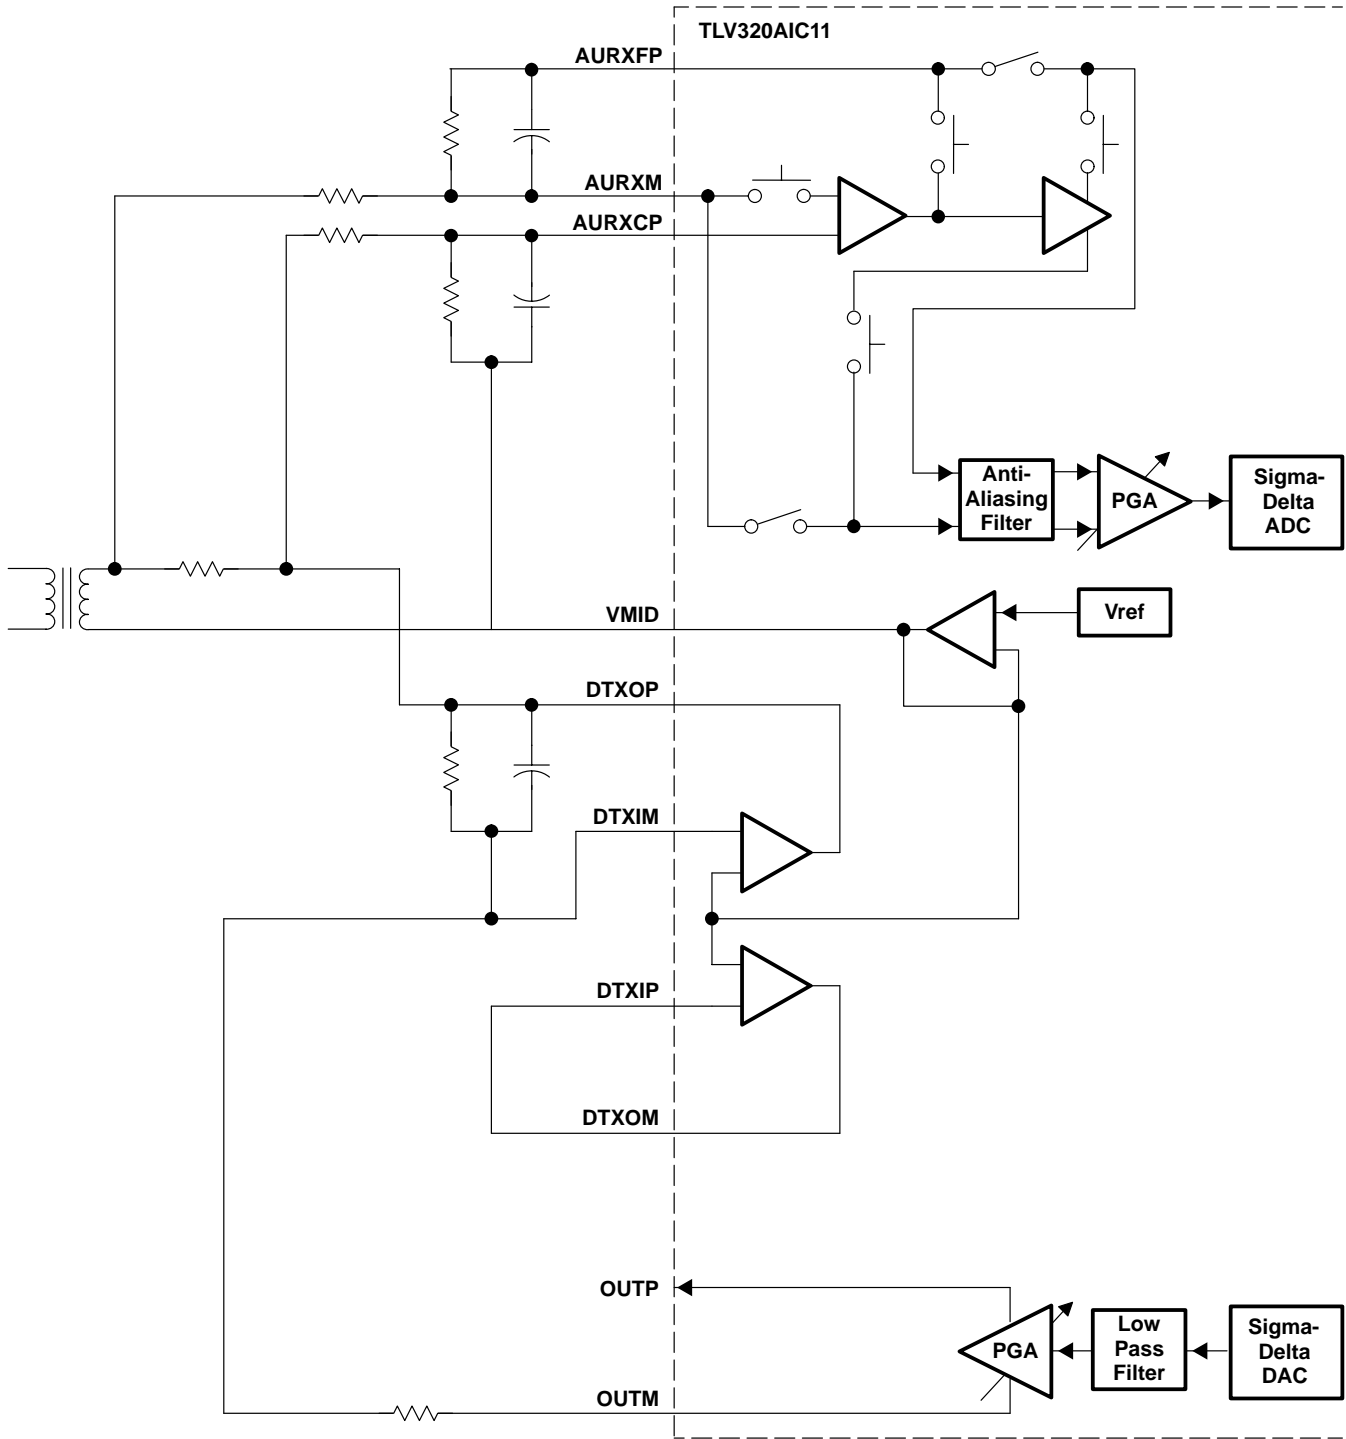 TLV320AIC11
AURXFP
AURXM
AURXCP
Anti-
Aliasing
Filter
PGA
Sigma-
Delta
ADC
VMID
Vref
DTXOP
DTXIM
DTXIP
DTXOM
OUTP
PGA
Low
Pass
Filter
Sigma-
Delta
DAC
OUTM